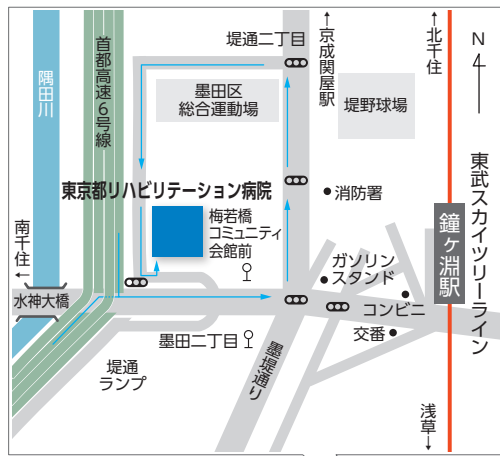 堤通二丁目
←京成関屋駅
←北千住
N
首都高速6号線
隅田川
墨田区
総合運動場
堤野球場
東武スカイツリーライン
東京都リハビリテーション病院
消防署
梅若橋
コミュニティ
会館前
南千住
←
鐘ヶ淵駅
ガソリン
スタンド
水神大橋
コンビニ
墨田二丁目
交番
堤通
ランプ
墨堤通り
浅草→